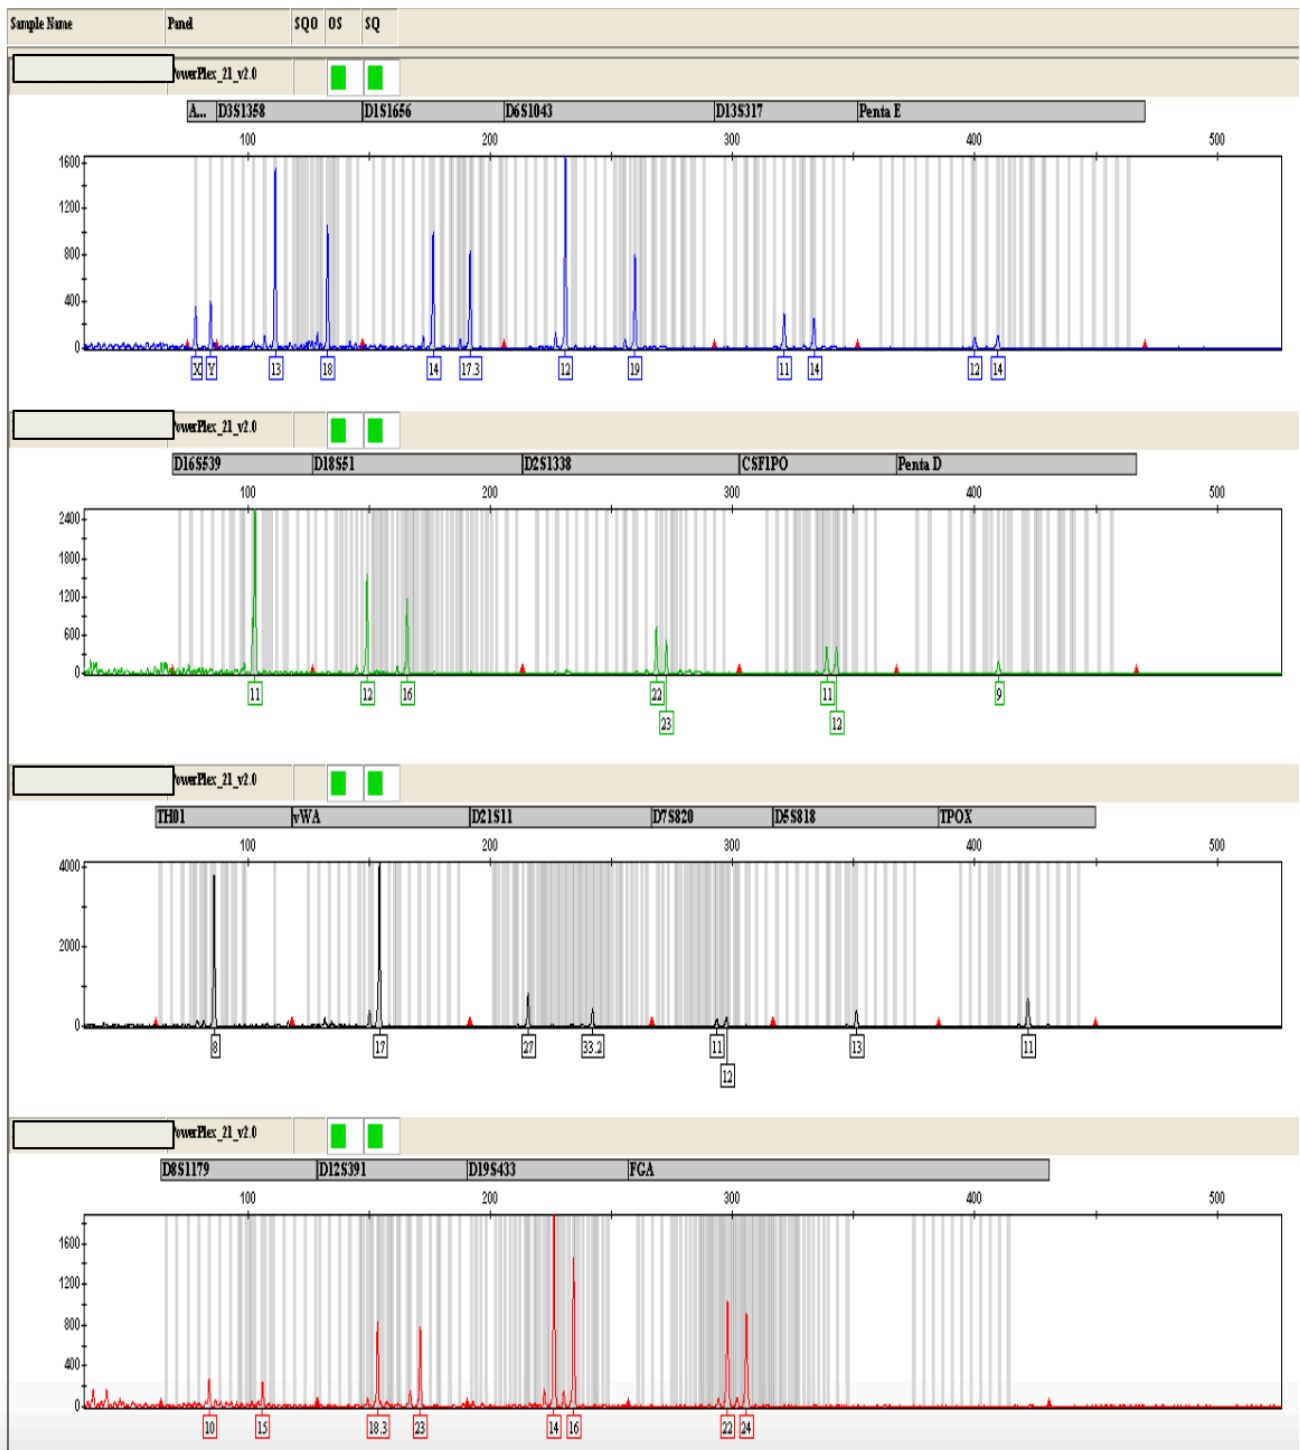 Sample Name Panel SQO OS SQ
PowerPlex_21_v2.0
A... D3S1358 D1S1656 D6S1043 D13S317 Penta E
100 200 300 400 500
1600
1200
800
400
0
X Y 13 18 14 17.3 12 19 11 14 12 14
PowerPlex_21_v2.0
D16S539 D18S51 D2S1338 CSF1PO Penta D
100 200 300 400 500
2400
1800
1200
600
0
11 12 16 22 11 9
23 12
PowerPlex_21_v2.0
TH01 vWA D21S11 D7S820 D5S818 TPOX
100 200 300 400 500
4000
2000
0
8 17 27 33.2 11 13 11
12
PowerPlex_21_v2.0
D8S1179 D12S391 D19S433 FGA
100 200 300 400 500
1600
1200
800
400
0
10 15 18.3 23 14 16 22 24